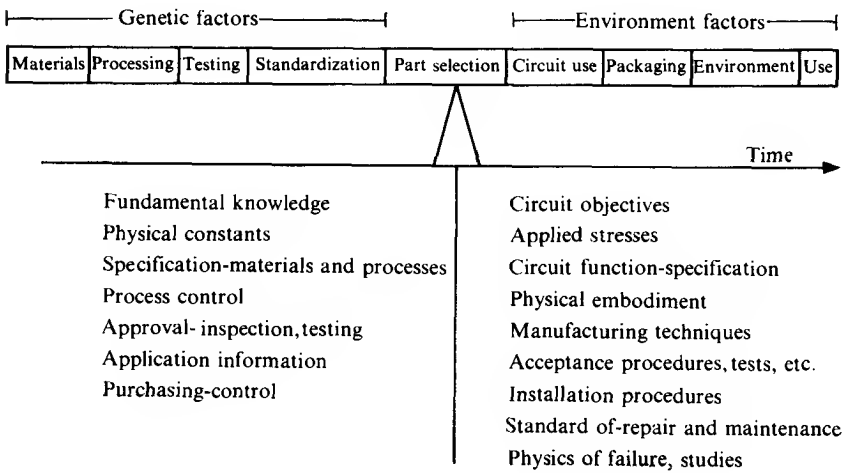 Genetic factors
Environment factors
Materials Processing Testing Standardization Part selection Circuit use Packaging Environment Use
Time
Fundamental knowledge
Physical constants
Specification-materials and processes
Process control
Approval- inspection, testing
Application information
Purchasing-control
Circuit objectives
Applied stresses
Circuit function-specification
Physical embodiment
Manufacturing techniques
Acceptance procedures, tests, etc.
Installation procedures
Standard of-repair and maintenance
Physics of failure, studies